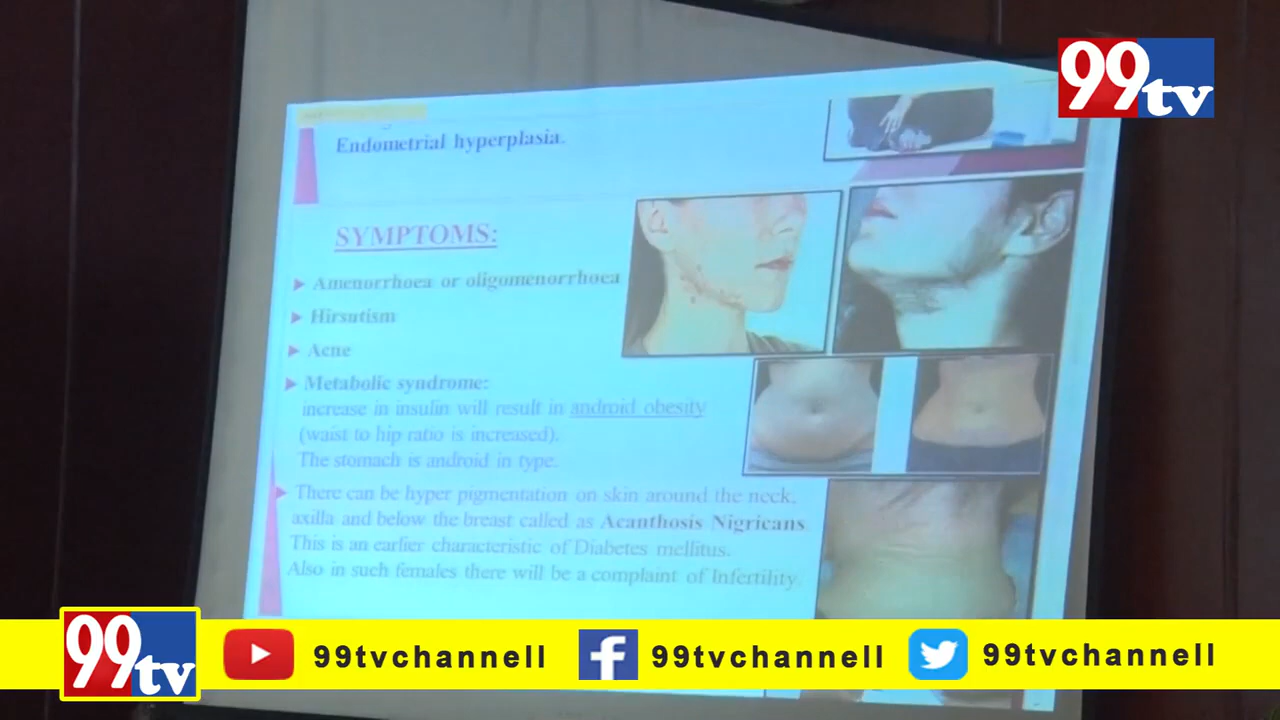 99tv
Endometrial hyperplasia.
SYMPTOMS:
Amenorrhoea or oligomenorrhoea
Hirsutism
Acne
Metabolic syndrome:
increase in insulin will result in android obesity
(waist to hip ratio is increased).
The stomach is android in type.
There can be hyper pigmentation on skin around the neck,
axilla and below the breast called as Acanthosis Nigricans
This is an earlier characteristic of Diabetes mellitus.
Also in such females there will be a complaint of Infertility.
99tv
99tvchannell
99tvchannell
99tvchannell